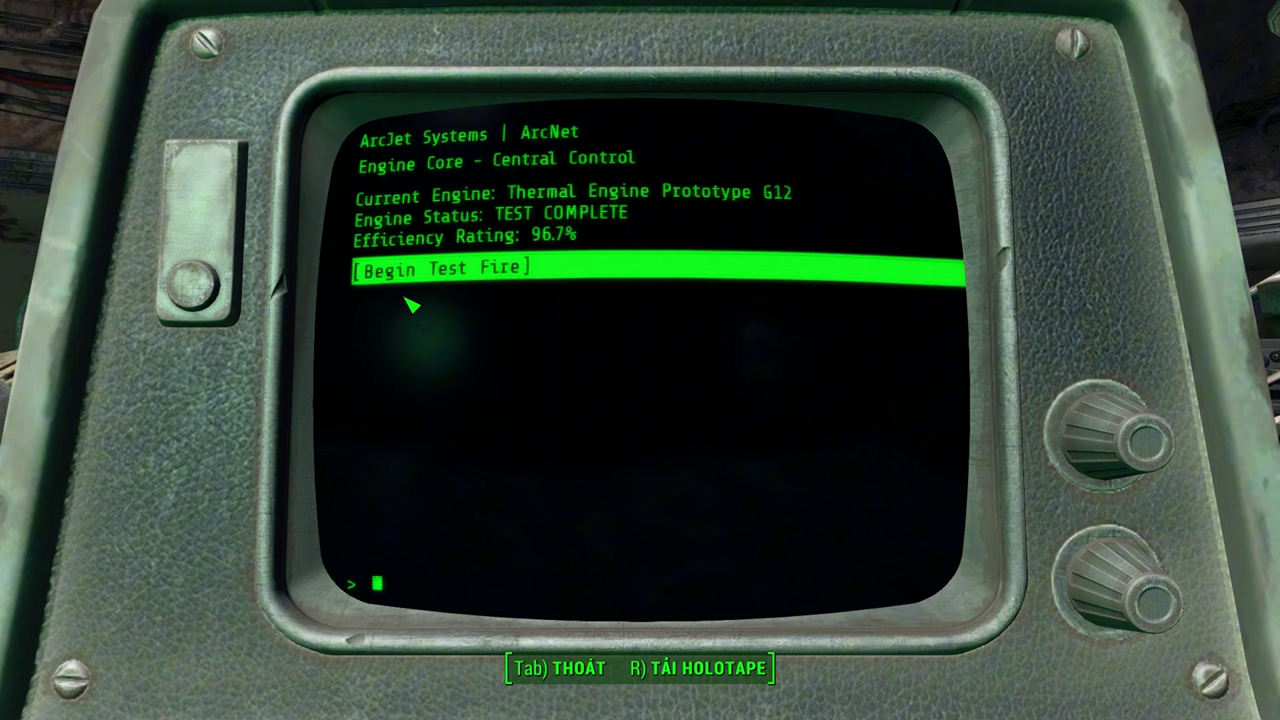 ArcJet Systems | ArcNet
Engine Core - Central Control
Current Engine: Thermal Engine Prototype G12
Engine Status: TEST COMPLETE
Efficiency Rating: 96.7%
[Begin Test Fire]
>
Tab) THOÁT R) TẢI HOLOTAPE